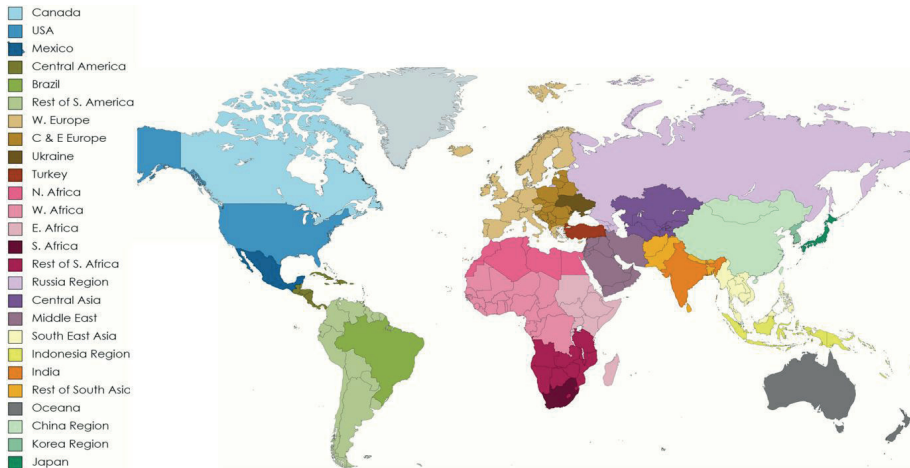 Canada
USA
Mexico
Central America
Brazil
Rest of S. America
W. Europe
C & E Europe
Ukraine
Turkey
N. Africa
W. Africa
E. Africa
S. Africa
Rest of S. Africa
Russia Region
Central Asia
Middle East
South East Asia
Indonesia Region
India
Rest of South Asia
Oceana
China Region
Korea Region
Japan